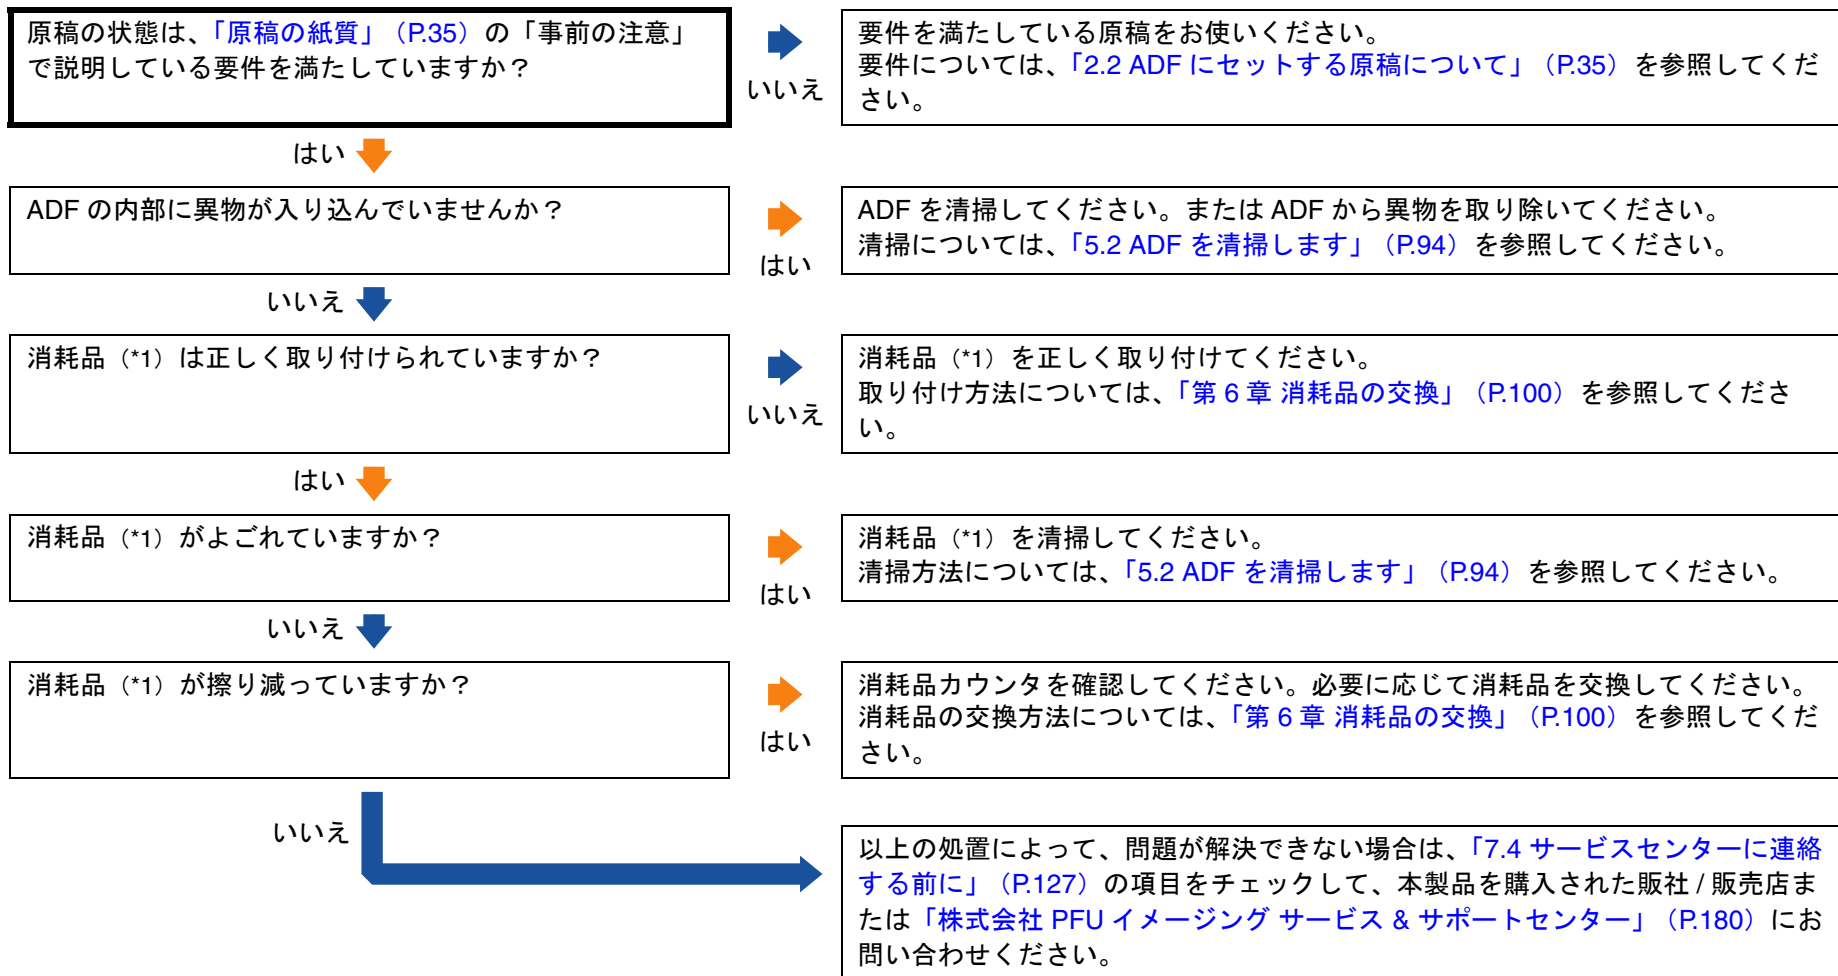 原稿の状態は、「原稿の紙質」(P.35)の「事前の注意」
で説明している要件を満たしていますか？
いいえ
要件を満たしている原稿をお使いください。
要件については、「2.2 ADF にセットする原稿について」(P.35)を参照してくだ
さい。
はい
ADF の内部に異物が入り込んでいませんか？
はい
ADF を清掃してください。または ADF から異物を取り除いてください。
清掃については、「5.2 ADF を清掃します」(P.94)を参照してください。
いいえ
消耗品（*1）は正しく取り付けられていますか？
いいえ
消耗品（*1）を正しく取り付けてください。
取り付け方法については、「第 6 章 消耗品の交換」(P.100)を参照してくださ
い。
はい
消耗品（*1）がよごれていますか？
はい
消耗品（*1）を清掃してください。
清掃方法については、「5.2 ADF を清掃します」(P.94)を参照してください。
いいえ
消耗品（*1）が擦り減っていますか？
はい
消耗品カウンタを確認してください。必要に応じて消耗品を交換してください。
消耗品の交換方法については、「第 6 章 消耗品の交換」(P.100)を参照してくだ
さい。
いいえ
以上の処置によって、問題が解決できない場合は、「7.4 サービスセンターに連絡
する前に」(P.127)の項目をチェックして、本製品を購入された販社 / 販売店ま
たは「株式会社 PFU イメージング サービス & サポートセンター」(P.180)にお
問い合わせください。